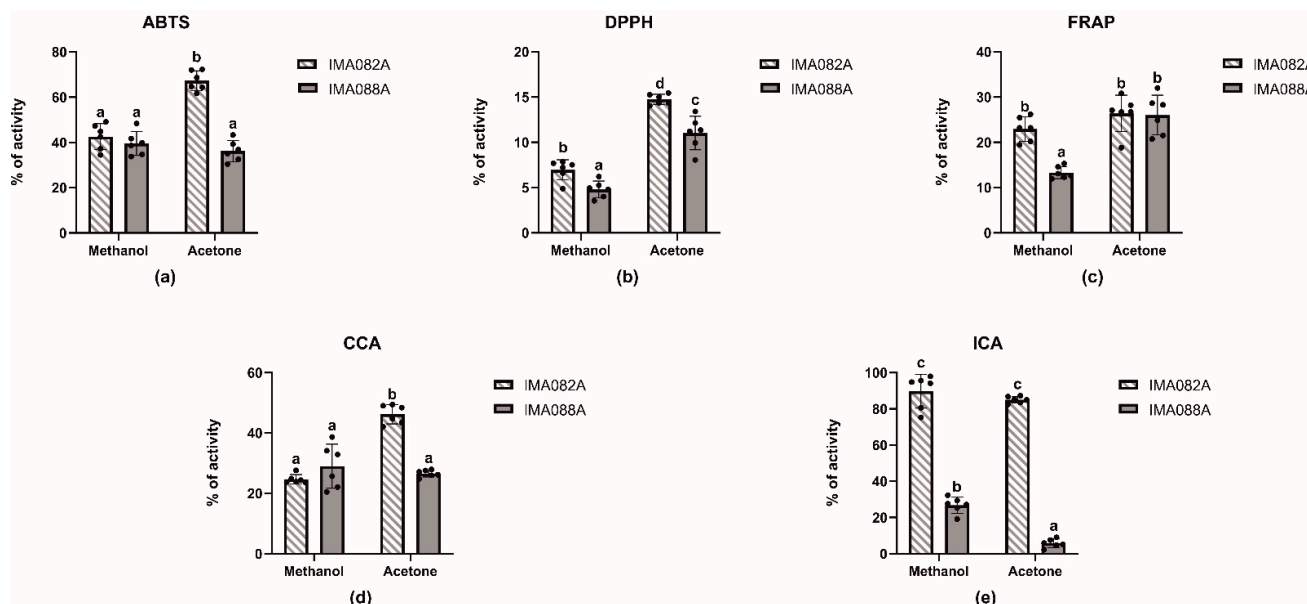 ABTS
80
60
40
20
0
% of activity
a
a
b
a
Methanol
Acetone
IMA082A
IMA088A
(a)
DPPH
20
15
10
5
0
% of activity
b
a
d
c
Methanol
Acetone
IMA082A
IMA088A
(b)
FRAP
40
30
20
10
0
% of activity
b
a
b
b
Methanol
Acetone
IMA082A
IMA088A
(c)
CCA
60
40
20
0
% of activity
a
a
b
a
Methanol
Acetone
IMA082A
IMA088A
(d)
ICA
100
80
60
40
20
0
% of activity
c
b
c
a
Methanol
Acetone
IMA082A
IMA088A
(e)